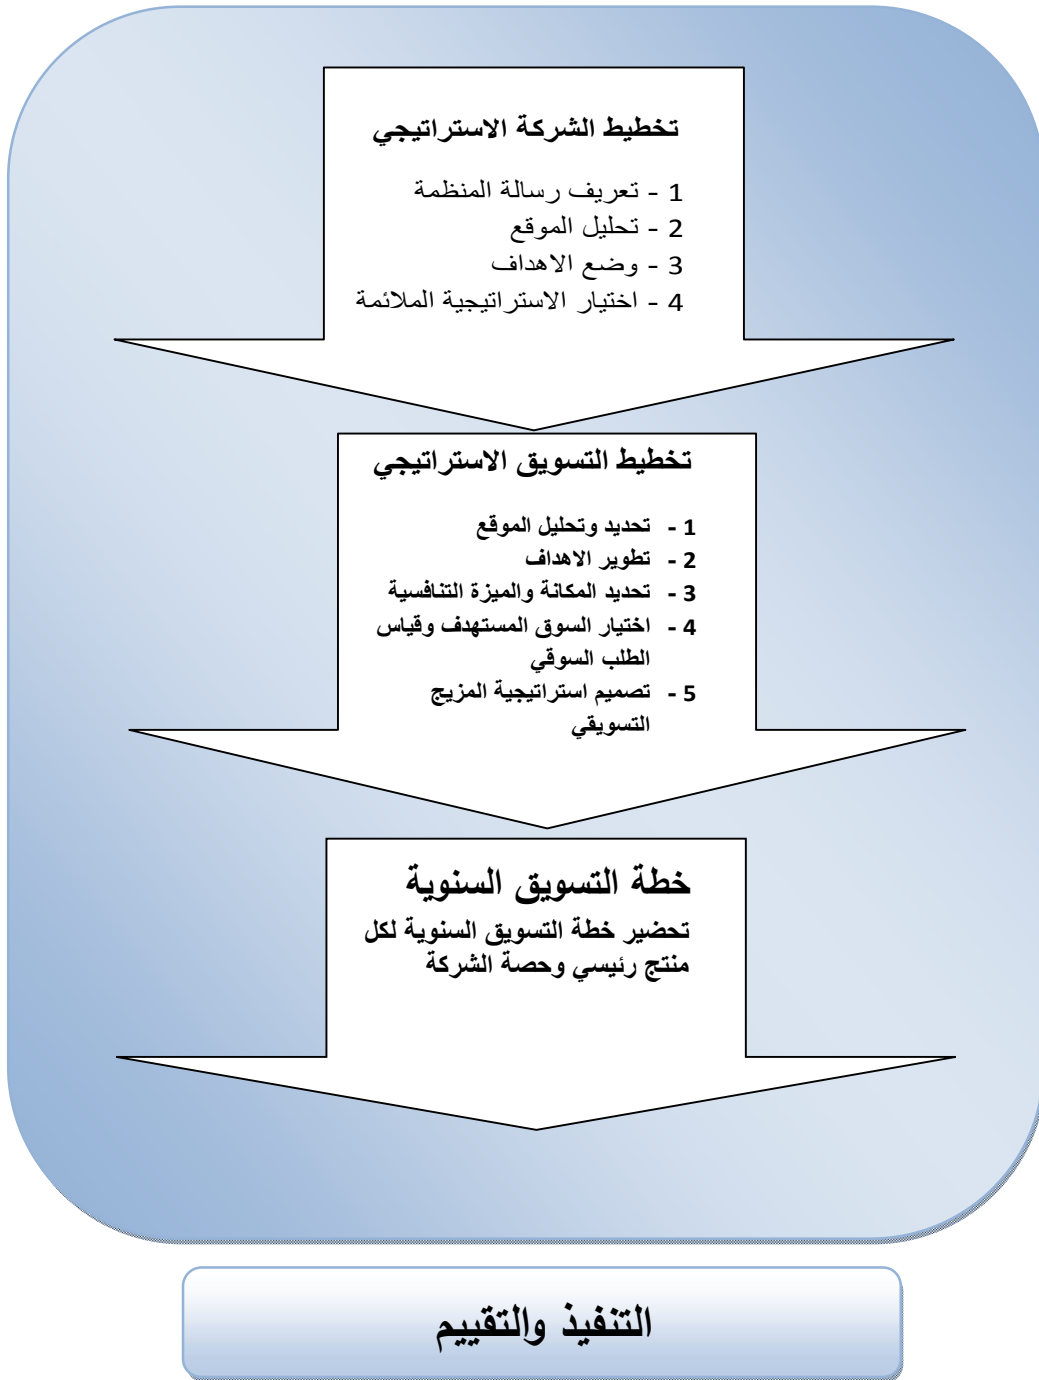 تخطيط الشركة الاستراتيجي
1 - تعريف رسالة المنظمة
2 - تحليل الموقع
3 - وضع الاهداف
4 - اختيار الاستراتيجية الملائمة
تخطيط التسويق الاستراتيجي
1 - تحديد وتحليل الموقع
2 - تطوير الاهداف
3 - تحديد المكانة والميزة التنافسية
4 - اختيار السوق المستهدف وقياس
الطلب السوقي
5 - تصميم استراتيجية المزيج
التسويقي
خطة التسويق السنوية
تحضير خطة التسويق السنوية لكل
منتج رئيسي وحصة الشركة
التنفيذ والتقييم